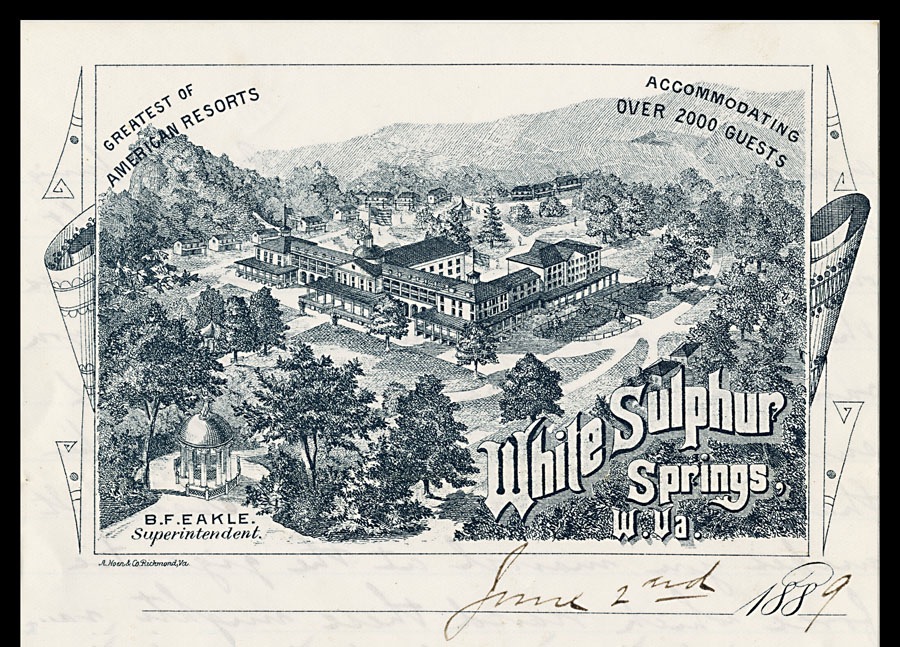 GREATEST OF
AMERICAN RESORTS
ACCOMMODATING
OVER 2000 GUESTS
White Sulphur
Springs,
W. Va.
B. F. EAKLE.
Superintendent.
A. Hoen & Co. Richmond, Va
June 2nd 1889